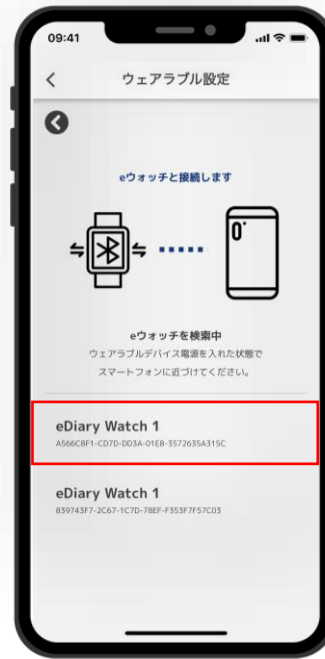 09:41
ウェアラブル設定
eウォッチと接続します
eウォッチを検索中
ウェアラブルデバイス電源を入れた状態で
スマートフォンに近づけてください。
eDiary Watch 1
A566C8F1-CD7D-DD3A-01E8-3572635A315C
eDiary Watch 1
839743F7-2C67-1C7D-78EF-F353F7F57C03